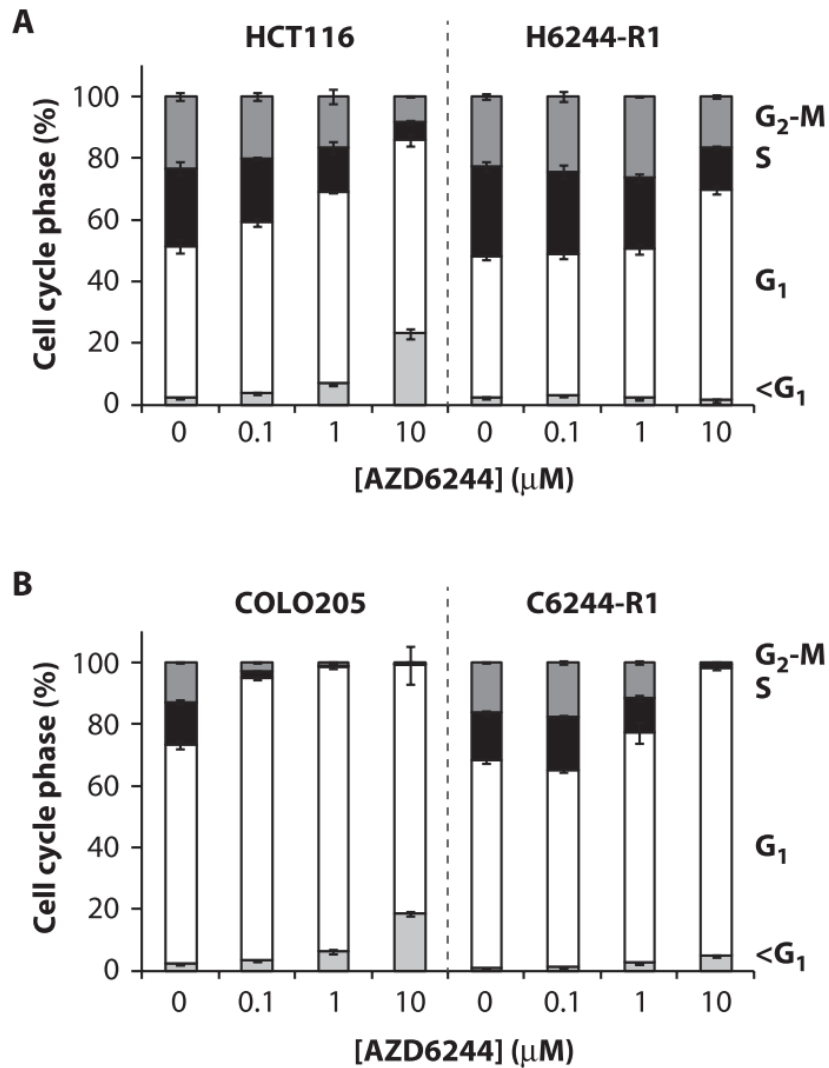 A
HCT116 H6244-R1
Cell cycle phase (%)
100
80
60
40
20
0
G₂-M
S
G₁
<G₁
0 0.1 1 10 0 0.1 1 10
[AZD6244] (µM)
B
COLO205 C6244-R1
Cell cycle phase (%)
100
80
60
40
20
0
G₂-M
S
G₁
<G₁
0 0.1 1 10 0 0.1 1 10
[AZD6244] (µM)